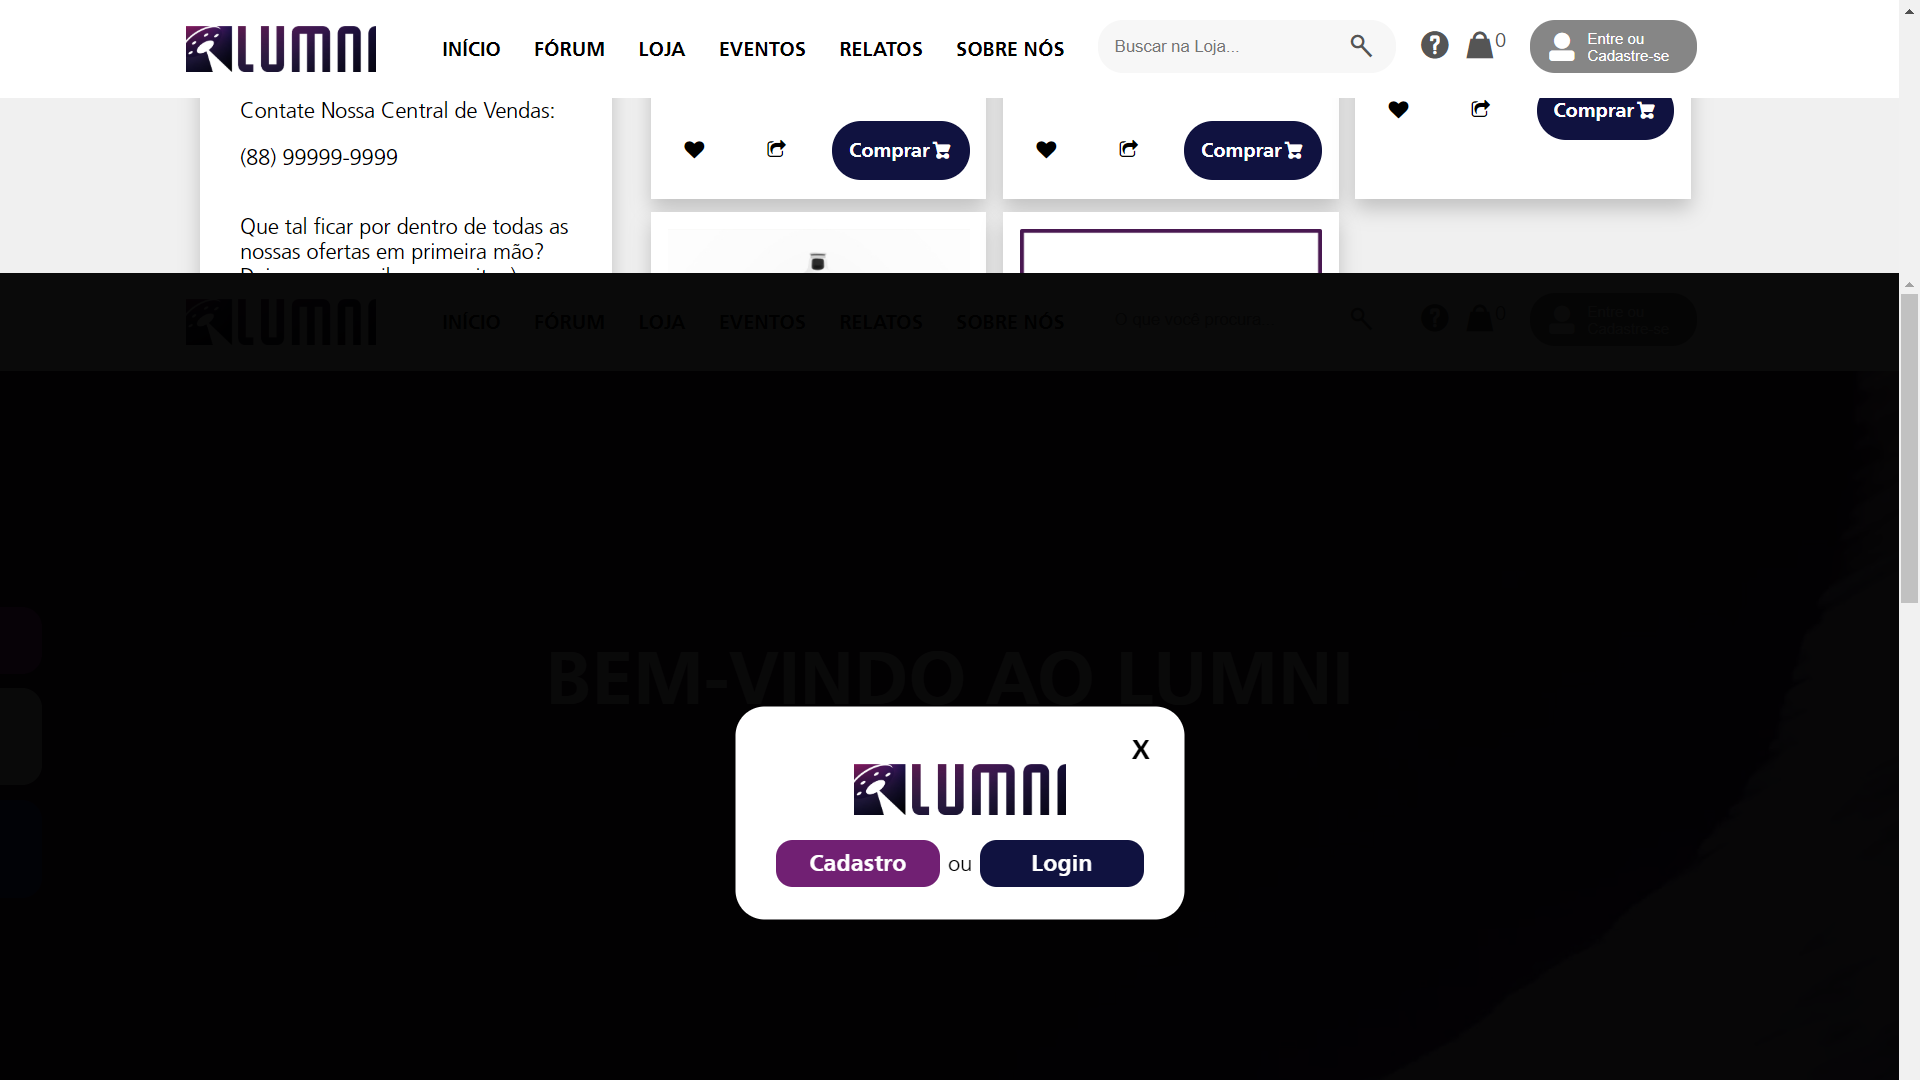 LUMNI
INÍCIO FÓRUM LOJA EVENTOS RELATOS SOBRE NÓS
Buscar na Loja...
? 0
Entre ou
Cadastre-se
Contate Nossa Central de Vendas:
(88) 99999-9999
Comprar Comprar Comprar
Que tal ficar por dentro de todas as
nossas ofertas em primeira mão?
LUMNI
INÍCIO FÓRUM LOJA EVENTOS RELATOS SOBRE NÓS
O que você procura
? 0
Entre ou
Cadastre-se
BEM-VINDO AO LUMNI
X
LUMNI
Cadastro ou Login